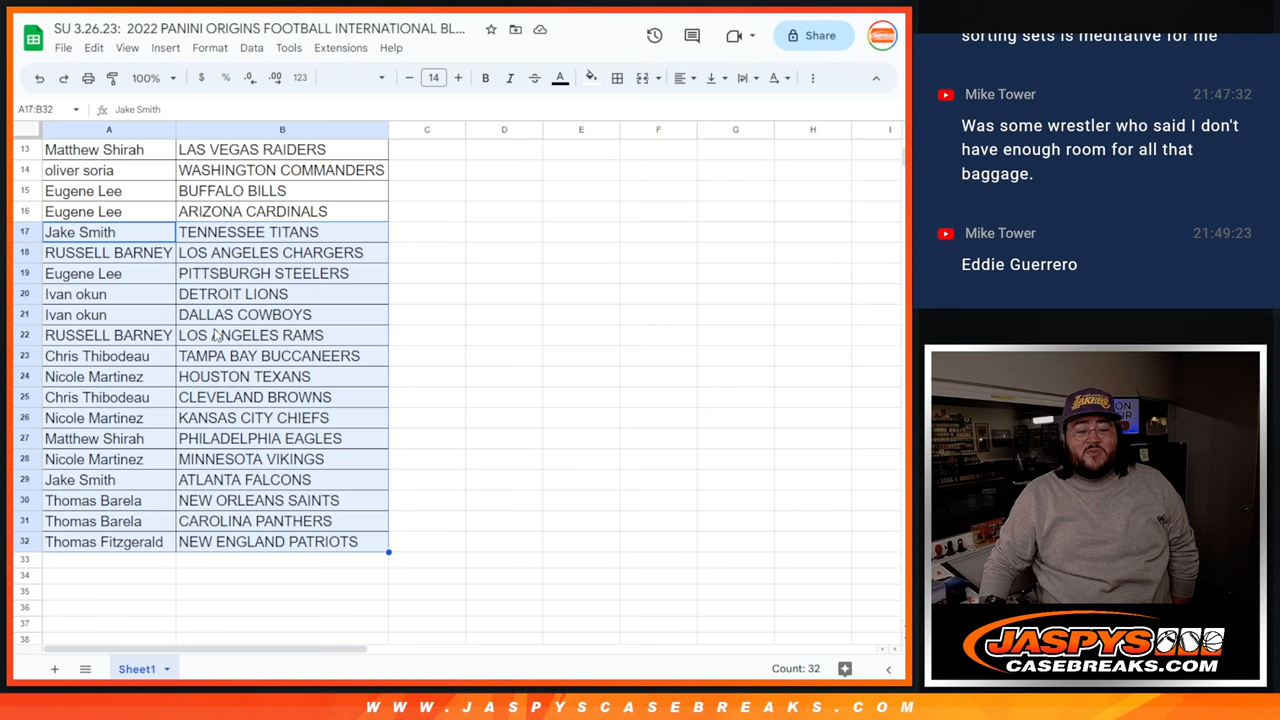 SU 3.26.23: 2022 PANINI ORIGINS FOOTBALL INTERNATIONAL BL...
File Edit View Insert Format Data Tools Extensions Help
Share
100% $ % .0 .00 123 14 B I A
A17:B32 fx Jake Smith
A B C D E F G H I
13 Matthew Shirah LAS VEGAS RAIDERS
14 oliver soria WASHINGTON COMMANDERS
15 Eugene Lee BUFFALO BILLS
16 Eugene Lee ARIZONA CARDINALS
17 Jake Smith TENNESSEE TITANS
18 RUSSELL BARNEY LOS ANGELES CHARGERS
19 Eugene Lee PITTSBURGH STEELERS
20 Ivan okun DETROIT LIONS
21 Ivan okun DALLAS COWBOYS
22 RUSSELL BARNEY LOS ANGELES RAMS
23 Chris Thibodeau TAMPA BAY BUCCANEERS
24 Nicole Martinez HOUSTON TEXANS
25 Chris Thibodeau CLEVELAND BROWNS
26 Nicole Martinez KANSAS CITY CHIEFS
27 Matthew Shirah PHILADELPHIA EAGLES
28 Nicole Martinez MINNESOTA VIKINGS
29 Jake Smith ATLANTA FALCONS
30 Thomas Barela NEW ORLEANS SAINTS
31 Thomas Barela CAROLINA PANTHERS
32 Thomas Fitzgerald NEW ENGLAND PATRIOTS
33
34
35
36
37
38
Sheet1
Count: 32
sorting sets is meditative for me
Mike Tower 21:47:32
Was some wrestler who said I don't
have enough room for all that
baggage.
Mike Tower 21:49:23
Eddie Guerrero
LAKERS
ON
JASPYS
CASEBREAKS.COM
WWW.JASPYSCASEBREAKS.COM